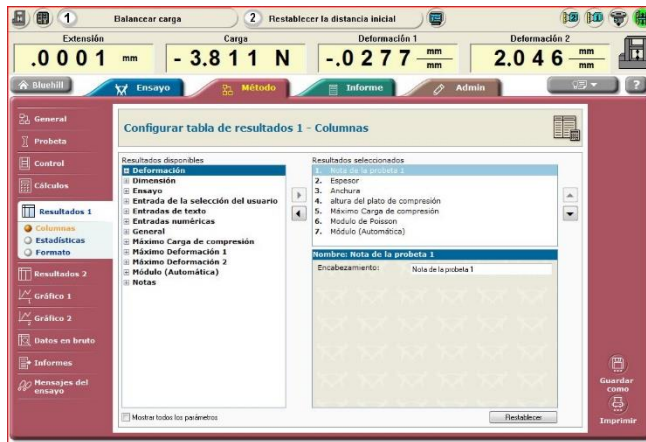 1 Balancear carga
2 Restablecer la distancia inicial
Extensión
.0001 mm
Carga
-3.811 N
Deformación 1
-.0277 mm mm
Deformación 2
2.046 mm mm
Bluehill
Ensayo
Método
Informe
Admin
?
General
Probeta
Control
Cálculos
Resultados 1
Columnas
Estadísticas
Formato
Resultados 2
Gráfico 1
Gráfico 2
Datos en bruto
Informes
Mensajes del
ensayo
Configurar tabla de resultados 1 - Columnas
Resultados disponibles
Deformación
Dimensión
Ensayo
Entrada de la selección del usuario
Entradas de texto
Entradas numéricas
General
Máximo Carga de compresión
Máximo Deformación 1
Máximo Deformación 2
Módulo (Automática)
Notas
Mostrar todos los parámetros
Resultados seleccionados
1. Nota de la probeta 1
2. Espesor
3. Anchura
4. altura del plato de compresión
5. Máximo Carga de compresión
6. Modulo de Poisson
7. Módulo (Automática)
Nombre: Nota de la probeta 1
Encabezamiento: Nota de la probeta 1
Restablecer
Guardar
como
Imprimir